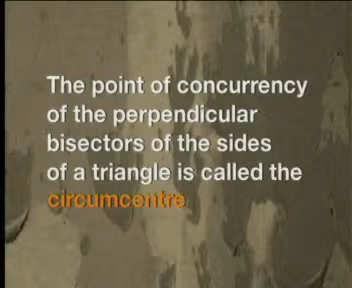 The point of concurrency
of the perpendicular
bisectors of the sides
of a triangle is called the
circumcentre